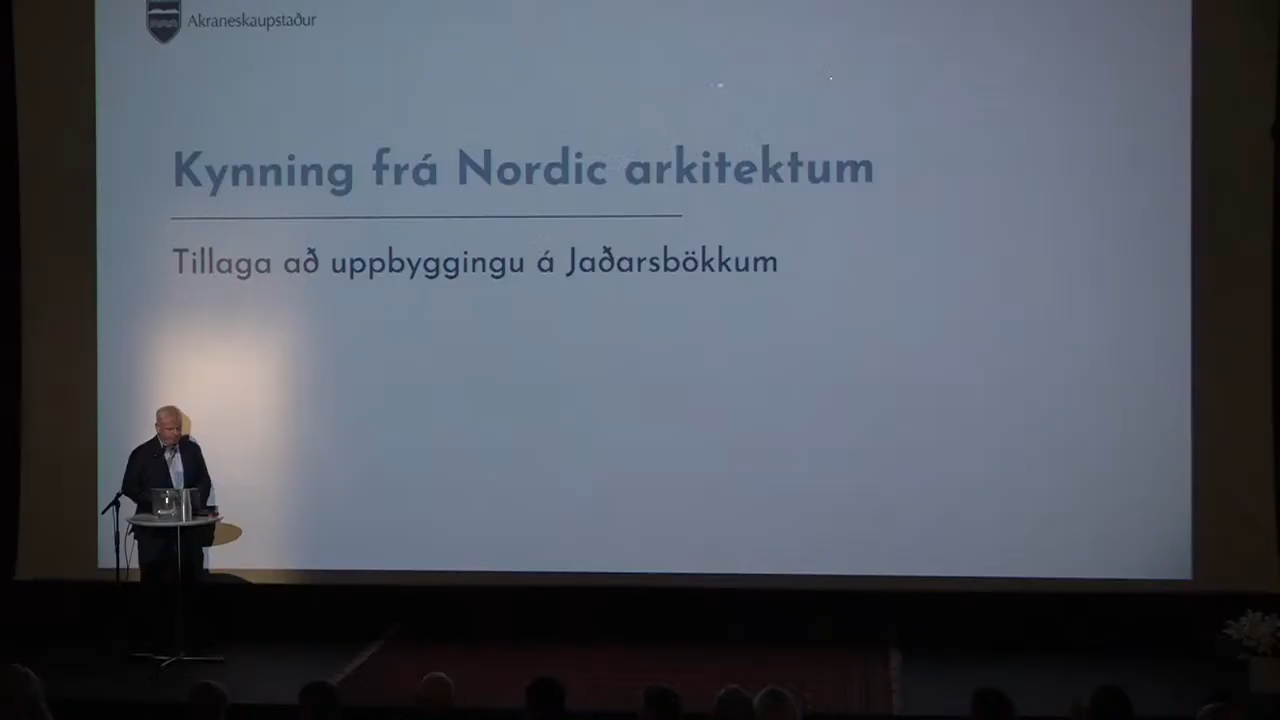 Akraneskaupstaður
Kynning frá Nordic arkitektum
Tillaga að uppbyggingu á Jaðarsbökkum